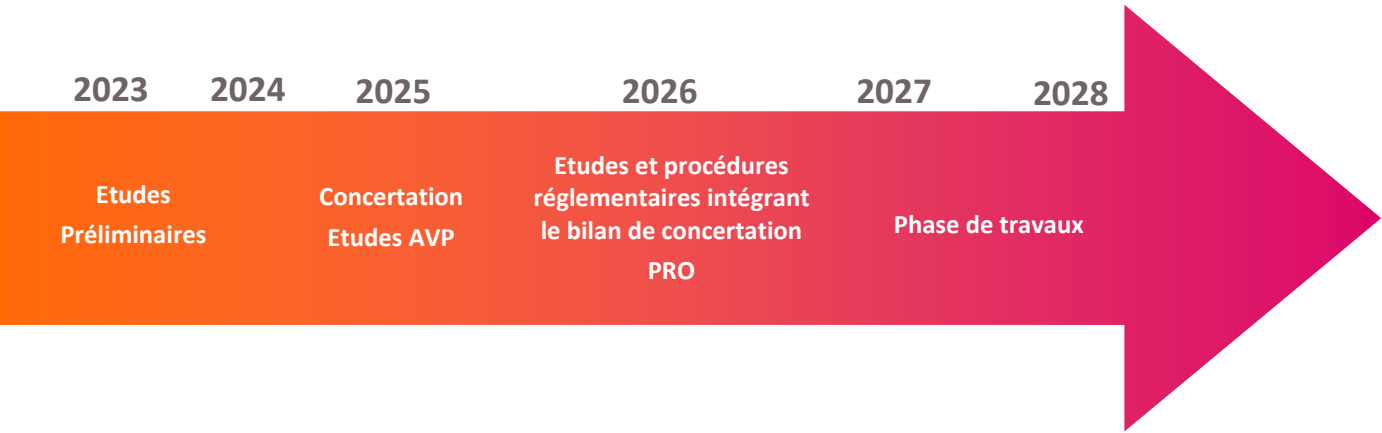 2023 2024 2025 2026 2027 2028
Etudes
Préliminaires
Concertation
Etudes AVP
Etudes et procédures
réglementaires intégrant
le bilan de concertation
PRO
Phase de travaux